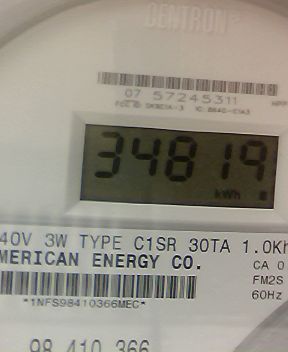 CENTRON®
07 57245311
34819
kWh
40V 3W TYPE C1SR 30TA 1.0Kh
MERICAN ENERGY CO.
CA 0
FM2S
60Hz
*1NFS98410366MEC*
98 410 366